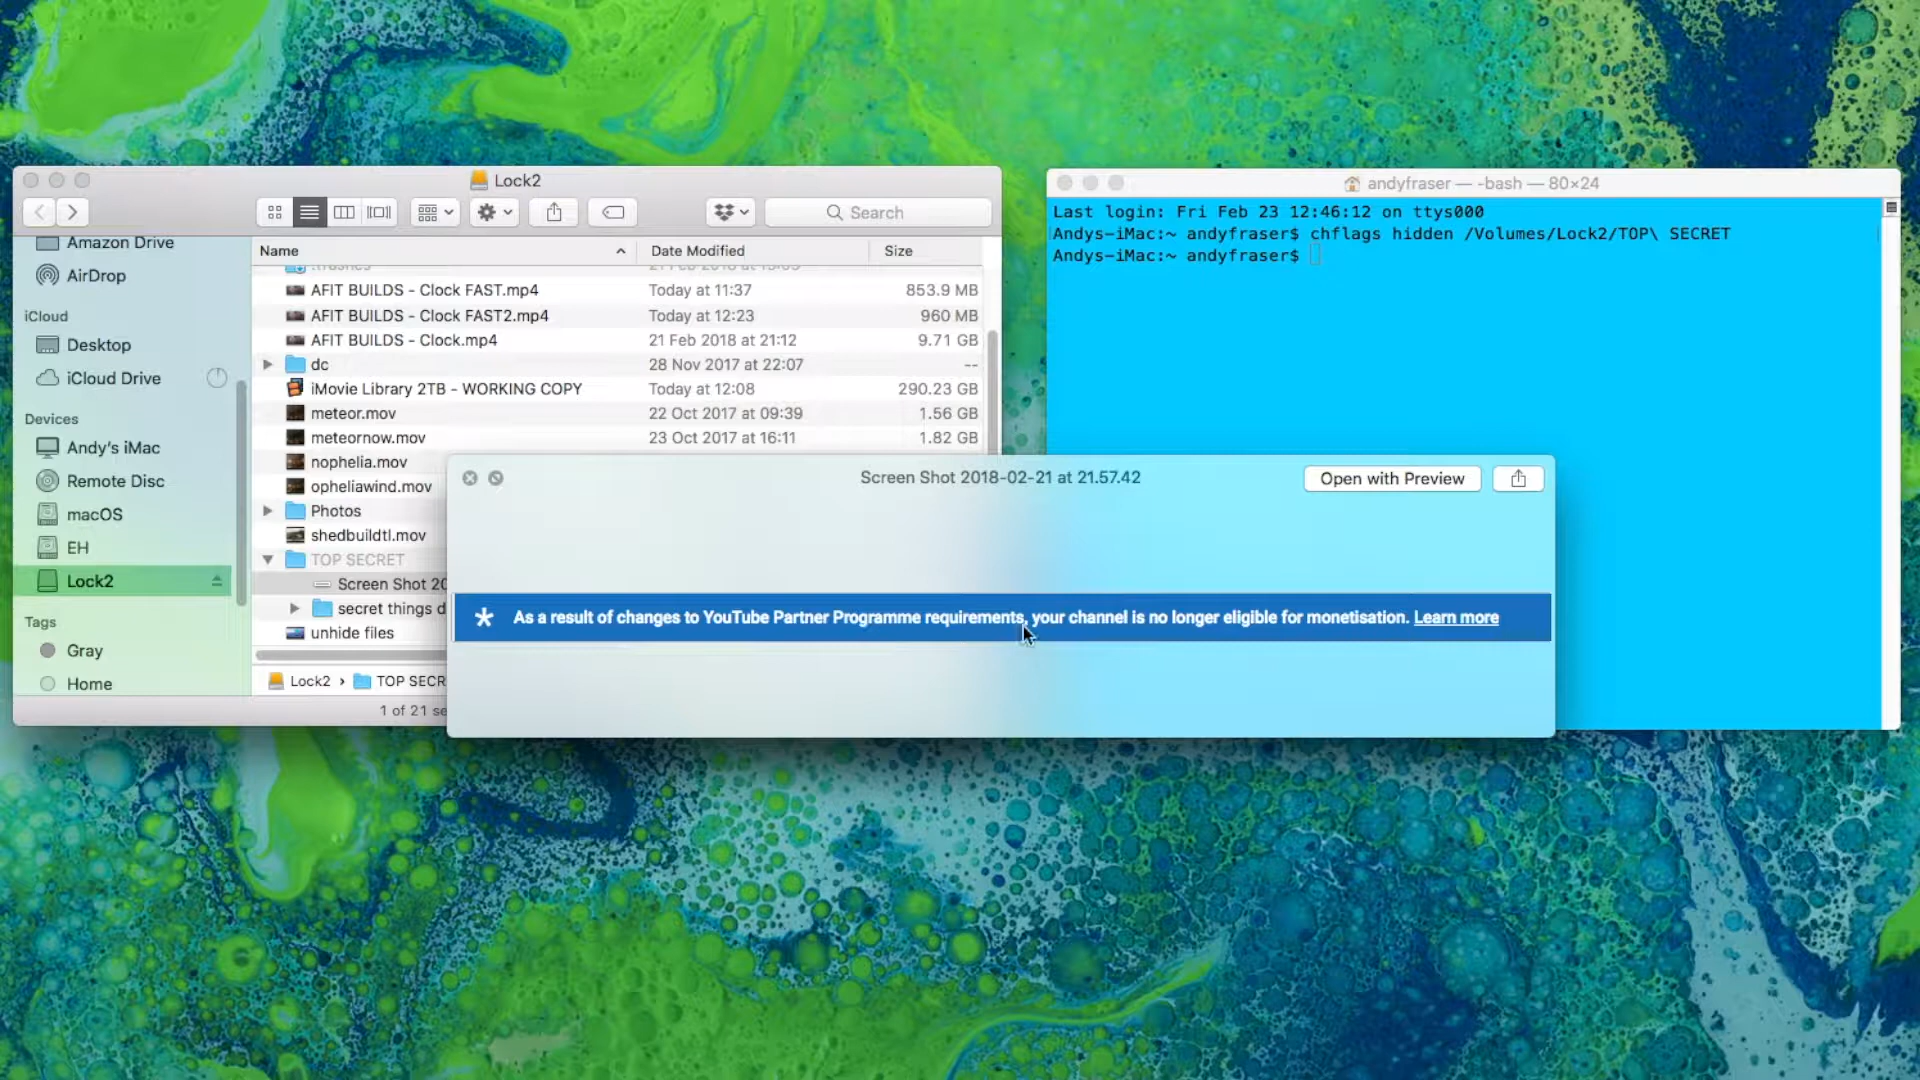 Lock2
Search
Amazon Drive
AirDrop
iCloud
Desktop
iCloud Drive
Devices
Andy's iMac
Remote Disc
macOS
EH
Lock2
Tags
Gray
Home
Name Date Modified Size
AFIT BUILDS - Clock FAST.mp4 Today at 11:37 853.9 MB
AFIT BUILDS - Clock FAST2.mp4 Today at 12:23 960 MB
AFIT BUILDS - Clock.mp4 21 Feb 2018 at 21:12 9.71 GB
dc 28 Nov 2017 at 22:07 --
iMovie Library 2TB - WORKING COPY Today at 12:08 290.23 GB
meteor.mov 22 Oct 2017 at 09:39 1.56 GB
meteornow.mov 23 Oct 2017 at 16:11 1.82 GB
nophelia.mov
opheliawind.mov
Photos
shedbuildtl.mov
TOP SECRET
Screen Shot 20
secret things d
unhide files
Lock2 › TOP SECR
1 of 21 se
andyfraser — -bash — 80×24
Last login: Fri Feb 23 12:46:12 on ttys000
Andys-iMac:~ andyfraser$ chflags hidden /Volumes/Lock2/TOP\ SECRET
Andys-iMac:~ andyfraser$
Screen Shot 2018-02-21 at 21.57.42
Open with Preview
As a result of changes to YouTube Partner Programme requirements, your channel is no longer eligible for monetisation. Learn more